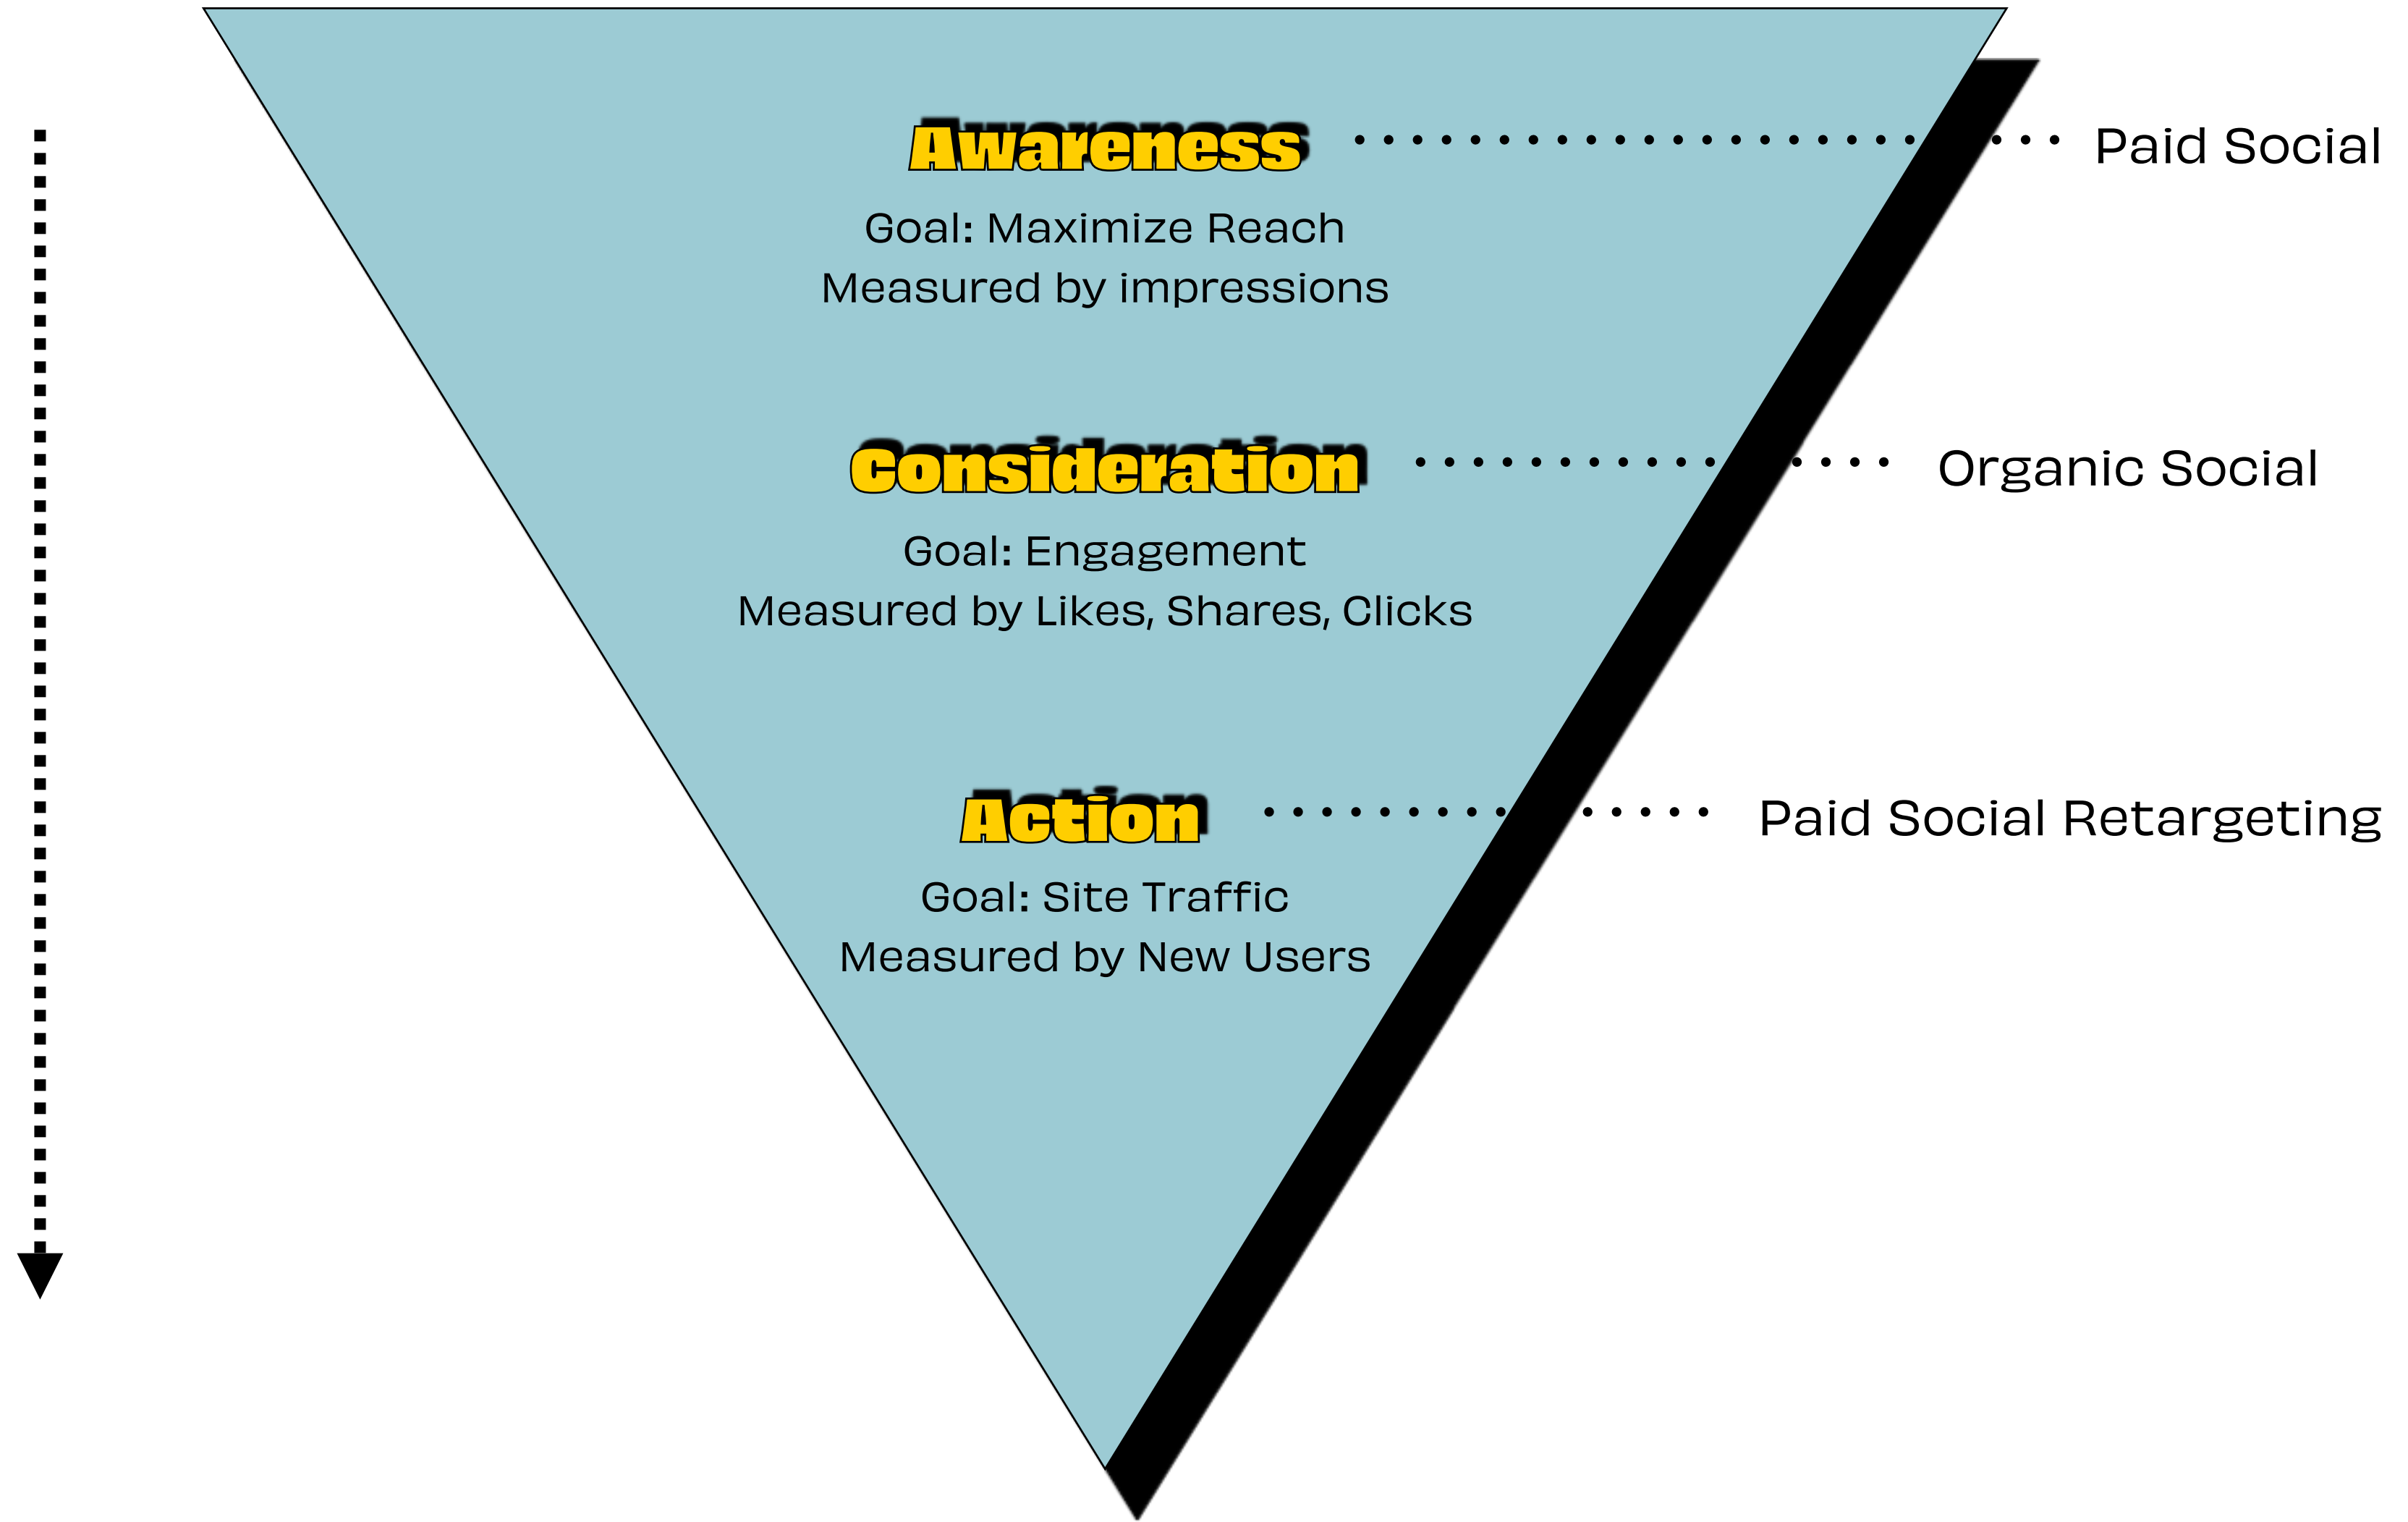 Awareness
Paid Social
Goal: Maximize Reach
Measured by impressions
Consideration
Organic Social
Goal: Engagement
Measured by Likes, Shares, Clicks
Action
Paid Social Retargeting
Goal: Site Traffic
Measured by New Users